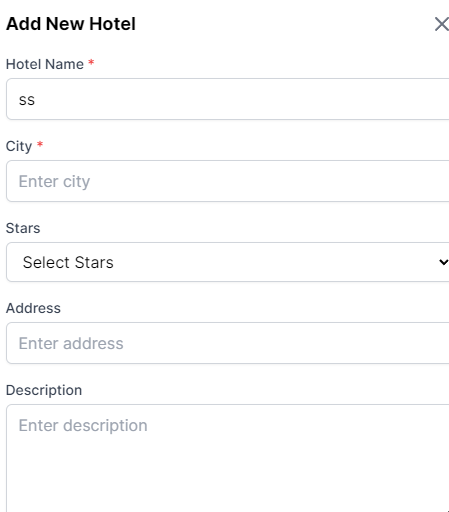 Add New Hotel
Hotel Name *
ss
City *
Enter city
Stars
Select Stars
Address
Enter address
Description
Enter description